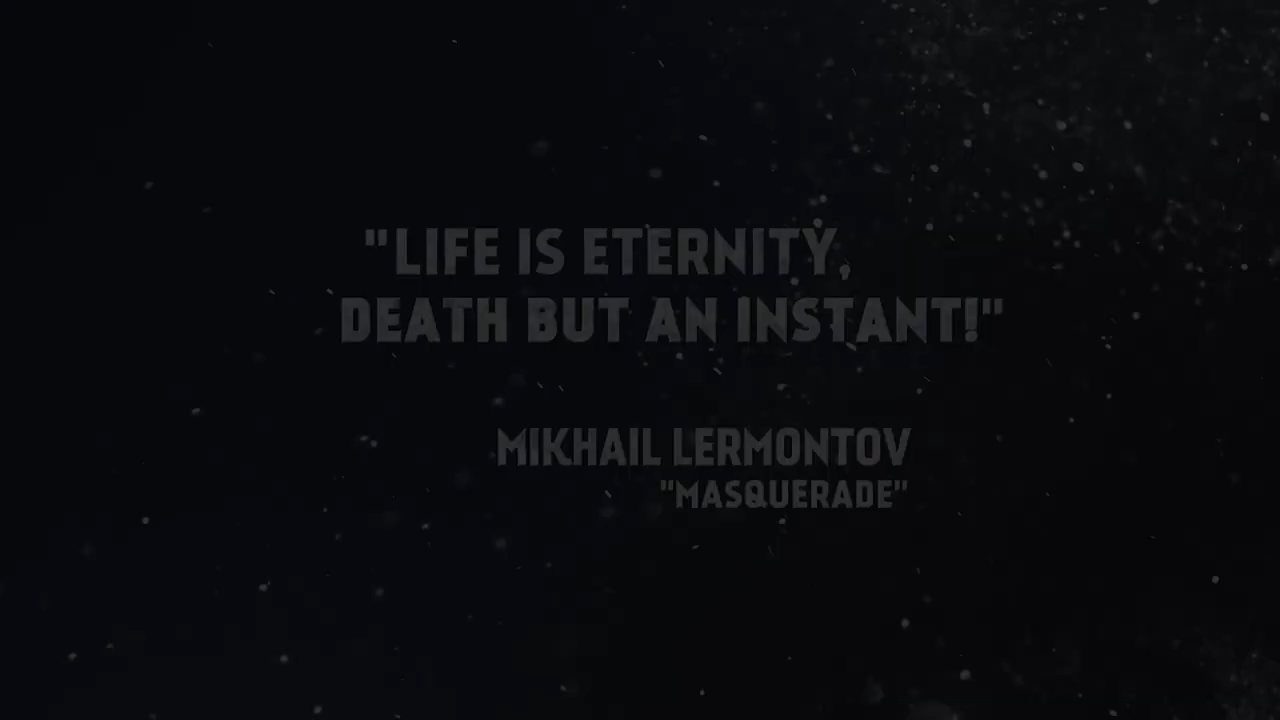 "LIFE IS ETERNITY,
DEATH BUT AN INSTANT!"
MIKHAIL LERMONTOV
"MASQUERADE"